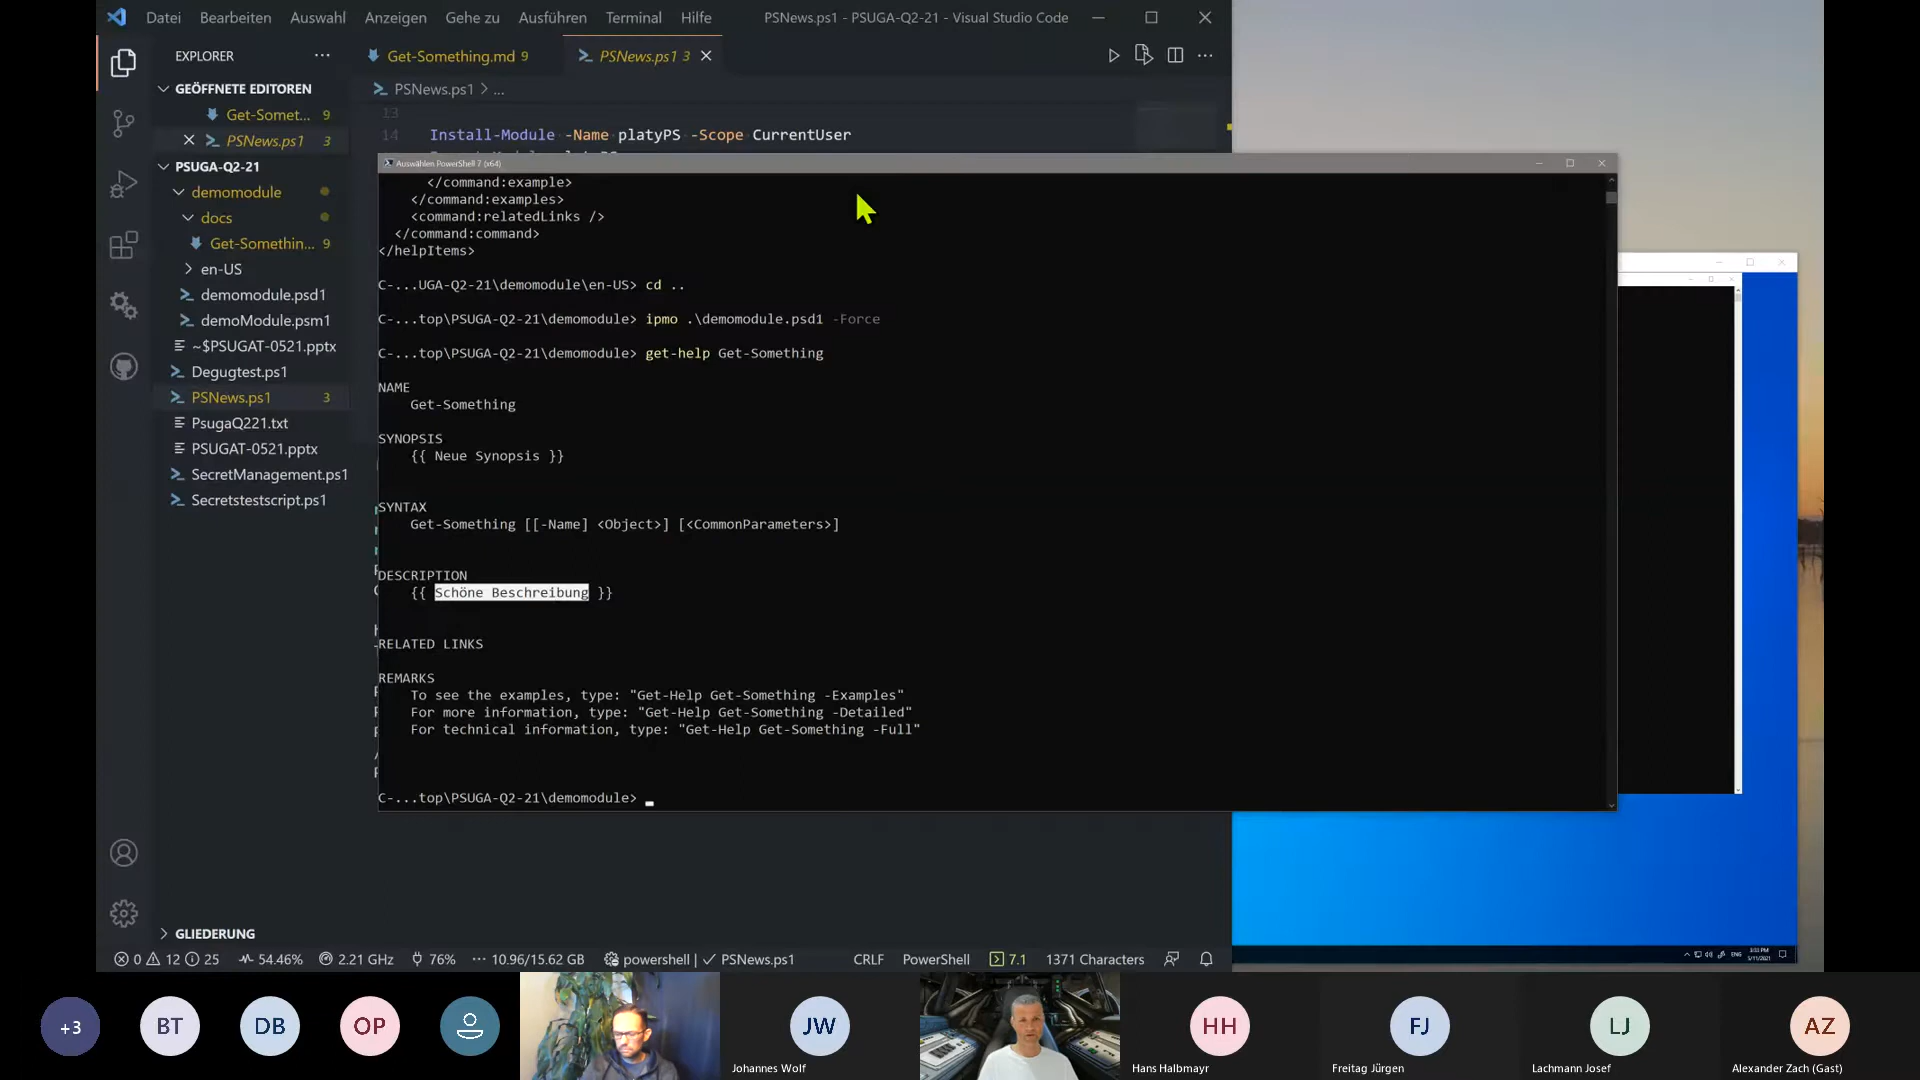 Datei Bearbeiten Auswahl Anzeigen Gehe zu Ausführen Terminal Hilfe PSNews.ps1 - PSUGA-Q2-21 - Visual Studio Code
EXPLORER
Get-Something.md 9
PSNews.ps1 3
GEÖFFNETE EDITOREN
PSNews.ps1 > ...
Get-Somet... 9
PSNews.ps1 3
13
14 Install-Module -Name platyPS -Scope CurrentUser
PSUGA-Q2-21
demomodule
docs
Get-Somethin... 9
en-US
demomodule.psd1
demoModule.psm1
~$PSUGAT-0521.pptx
Degugtest.ps1
PSNews.ps1 3
PsugaQ221.txt
PSUGAT-0521.pptx
SecretManagement.ps1
Secretstestscript.ps1
GLIEDERUNG
Auswählen PowerShell 7 (x64)
</command:example>
</command:examples>
<command:relatedLinks />
</command:command>
</helpItems>
C-...UGA-Q2-21\demomodule\en-US> cd ..
C-...top\PSUGA-Q2-21\demomodule> ipmo .\demomodule.psd1 -Force
C-...top\PSUGA-Q2-21\demomodule> get-help Get-Something
NAME
Get-Something
SYNOPSIS
{{ Neue Synopsis }}
SYNTAX
Get-Something [[-Name] <Object>] [<CommonParameters>]
DESCRIPTION
{{ Schöne Beschreibung }}
RELATED LINKS
REMARKS
To see the examples, type: "Get-Help Get-Something -Examples"
For more information, type: "Get-Help Get-Something -Detailed"
For technical information, type: "Get-Help Get-Something -Full"
C-...top\PSUGA-Q2-21\demomodule>
0 12 25 54.46% 2.21 GHz 76% 10.96/15.62 GB powershell | PSNews.ps1 CRLF PowerShell 7.1 1371 Characters
ENG
5/11/2021
+3
BT
DB
OP
JW
HH
FJ
LJ
AZ
Johannes Wolf
Hans Halbmayr
Freitag Jürgen
Lachmann Josef
Alexander Zach (Gast)